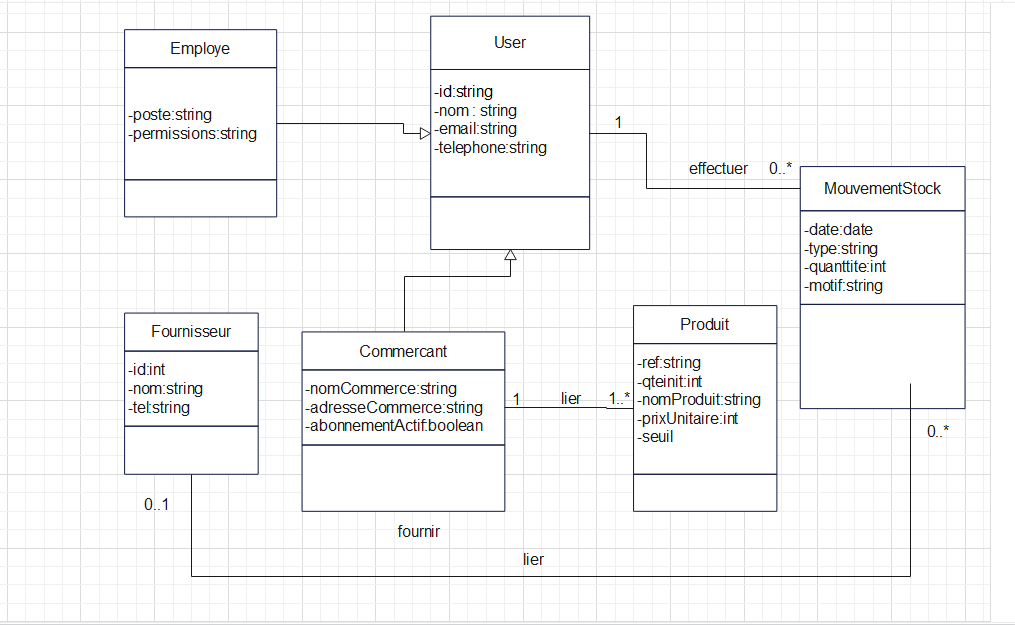 Employe
-poste:string
-permissions:string
User
-id:string
-nom : string
-email:string
-telephone:string
1
effectuer
0..*
MouvementStock
-date:date
-type:string
-quanttite:int
-motif:string
Fournisseur
-id:int
-nom:string
-tel:string
Commercant
-nomCommerce:string
-adresseCommerce:string
-abonnementActif:boolean
1
lier
1..*
Produit
-ref:string
-qteinit:int
-nomProduit:string
-prixUnitaire:int
-seuil
0..*
0..1
fournir
lier